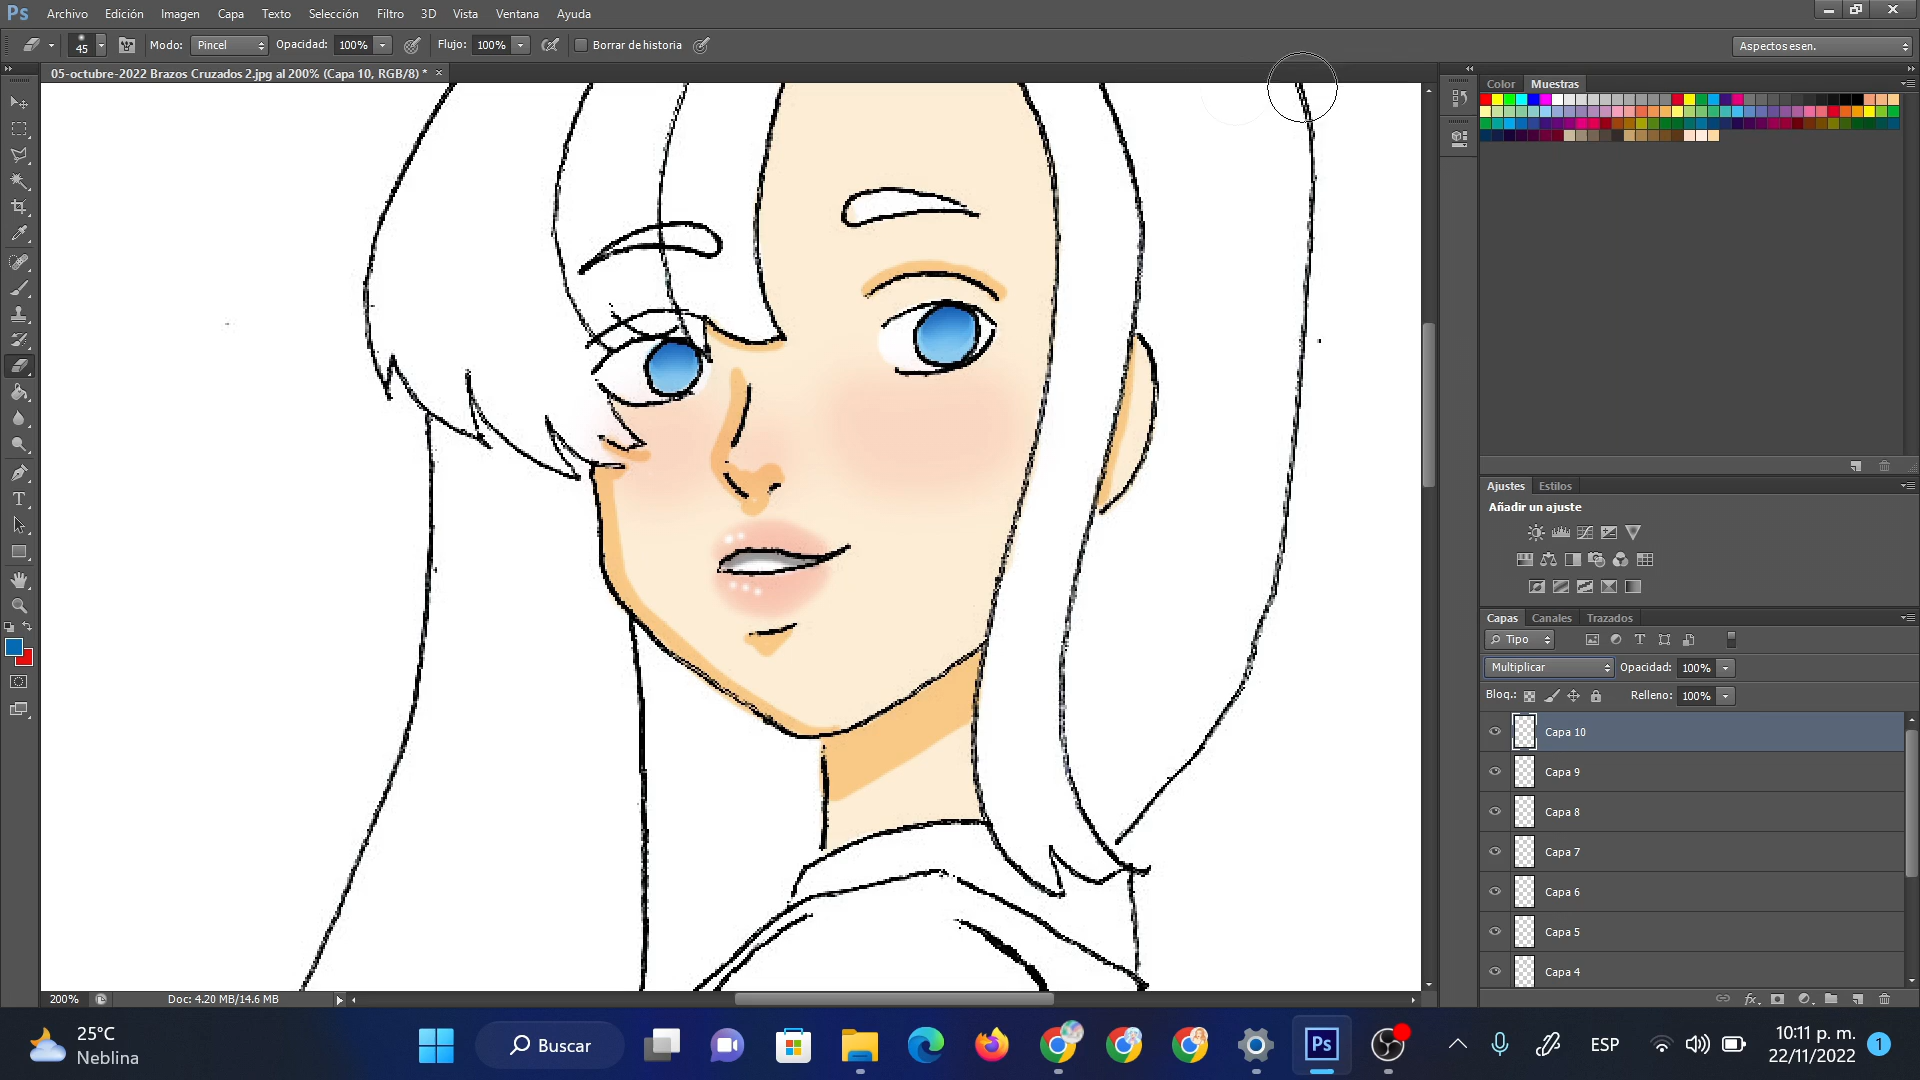 Ps Archivo Edición Imagen Capa Texto Selección Filtro 3D Vista Ventana Ayuda
45 Modo: Pincel Opacidad: 100% Flujo: 100% Borrar de historia Aspectos esen.
05-octubre-2022 Brazos Cruzados 2.jpg al 200% (Capa 10, RGB/8) * ×
Color Muestras
Ajustes Estilos
Añadir un ajuste
Capas Canales Trazados
Tipo
Multiplicar Opacidad: 100%
Bloq.: Relleno: 100%
Capa 10
Capa 9
Capa 8
Capa 7
Capa 6
Capa 5
Capa 4
fx
200% Doc: 4.20 MB/14.6 MB
25°C
Neblina
Buscar
Ps
ESP
10:11 p. m.
22/11/2022
1